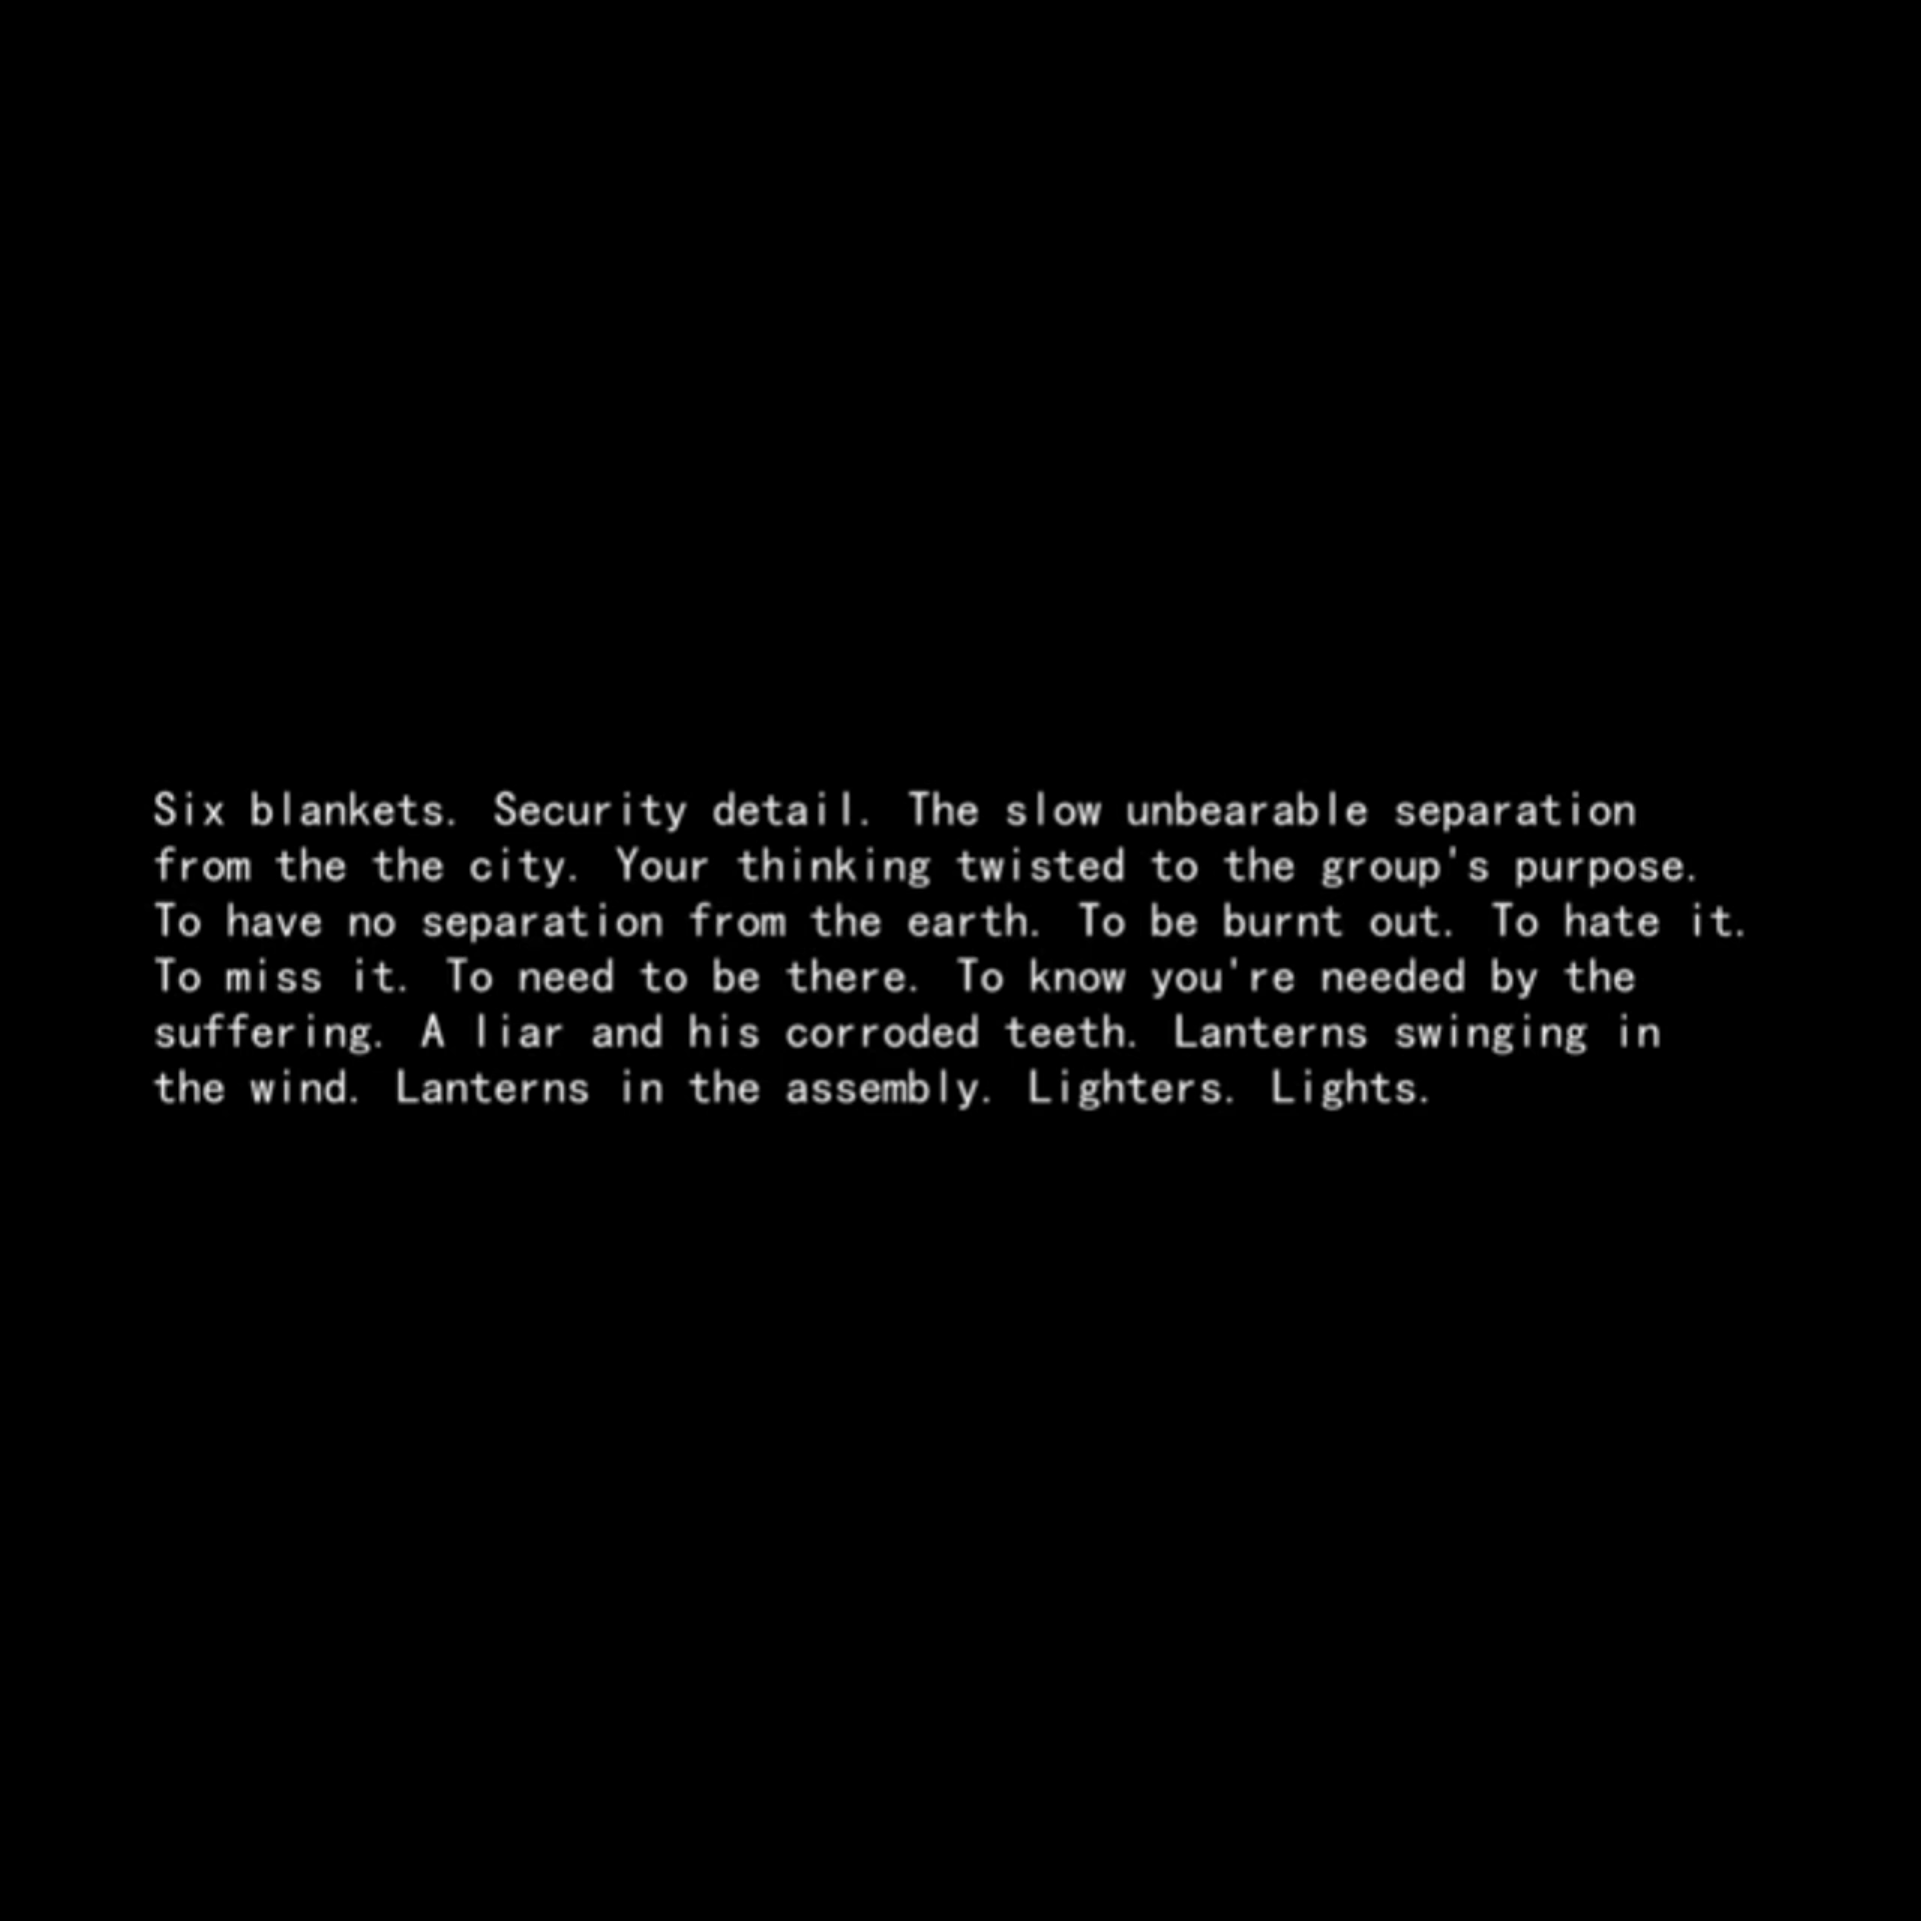 Six blankets. Security detail. The slow unbearable separation
from the the city. Your thinking twisted to the group's purpose.
To have no separation from the earth. To be burnt out. To hate it.
To miss it. To need to be there. To know you're needed by the
suffering. A liar and his corroded teeth. Lanterns swinging in
the wind. Lanterns in the assembly. Lighters. Lights.